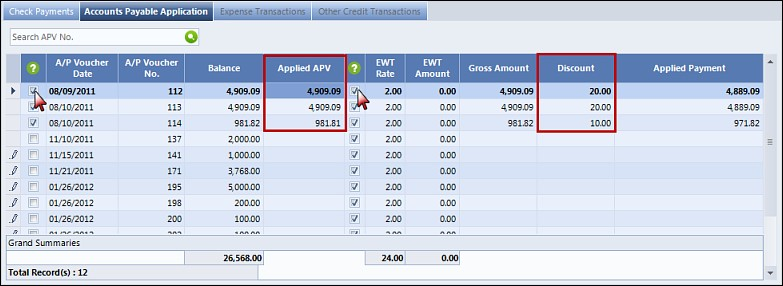 Check Payments Accounts Payable Application Expense Transactions Other Credit Transactions
Search APV No.
? A/P Voucher Date A/P Voucher No. Balance Applied APV ? EWT Rate EWT Amount Gross Amount Discount Applied Payment
08/09/2011 112 4,909.09 4,909.09 2.00 0.00 4,909.09 20.00 4,889.09
08/10/2011 113 4,909.09 4,909.09 2.00 0.00 4,909.09 20.00 4,889.09
08/10/2011 114 981.82 981.81 2.00 0.00 981.82 10.00 971.82
11/10/2011 137 2,000.00 2.00 0.00
11/15/2011 141 1,000.00 2.00 0.00
11/21/2011 171 3,768.00 2.00 0.00
01/26/2012 195 5,000.00 2.00 0.00
01/26/2012 198 200.00 2.00 0.00
01/26/2012 200 100.00 2.00 0.00
Grand Summaries
26,568.00 24.00 0.00
Total Record(s) : 12